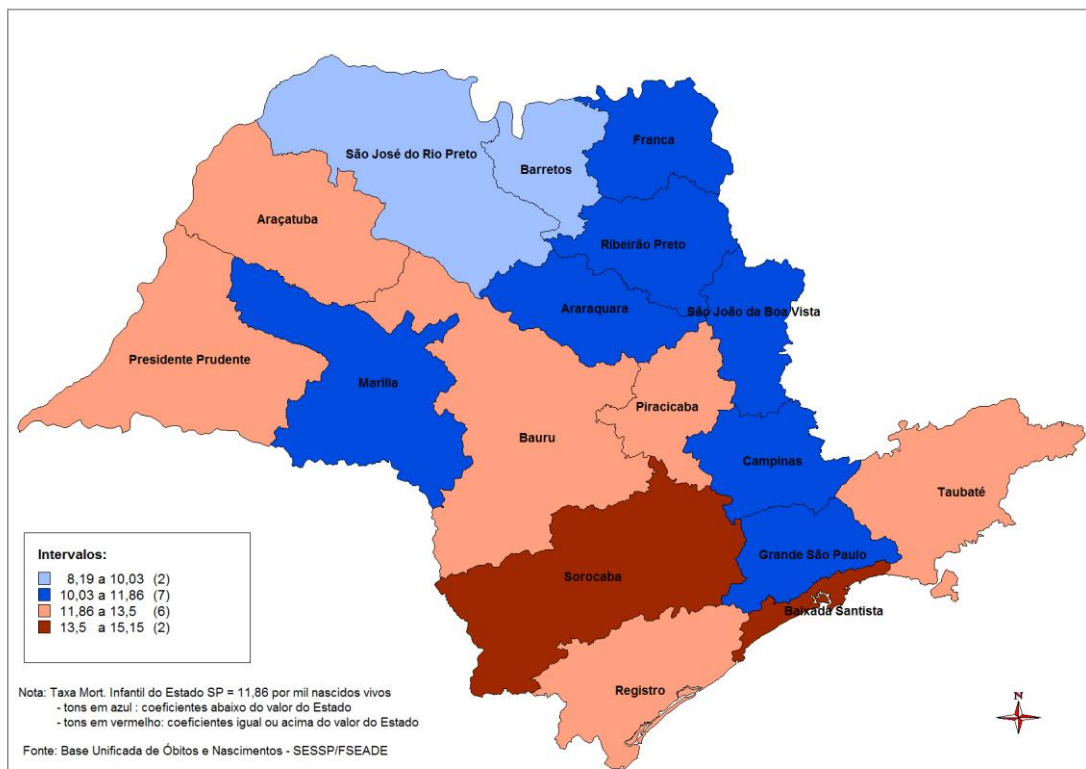 Franca
São José do Rio Preto
Barretos
Araçatuba
Ribeirão Preto
Araraquara
São João da Boa Vista
Presidente Prudente
Marília
Piracicaba
Bauru
Campinas
Taubaté
Grande São Paulo
Sorocaba
Baixada Santista
Registro
Intervalos:
8,19 a 10,03 (2)
10,03 a 11,86 (7)
11,86 a 13,5 (6)
13,5 a 15,15 (2)
Nota: Taxa Mort. Infantil do Estado SP = 11,86 por mil nascidos vivos
- tons em azul : coeficientes abaixo do valor do Estado
- tons em vermelho: coeficientes igual ou acima do valor do Estado
Fonte: Base Unificada de Óbitos e Nascimentos - SESSP/FSEADE
N